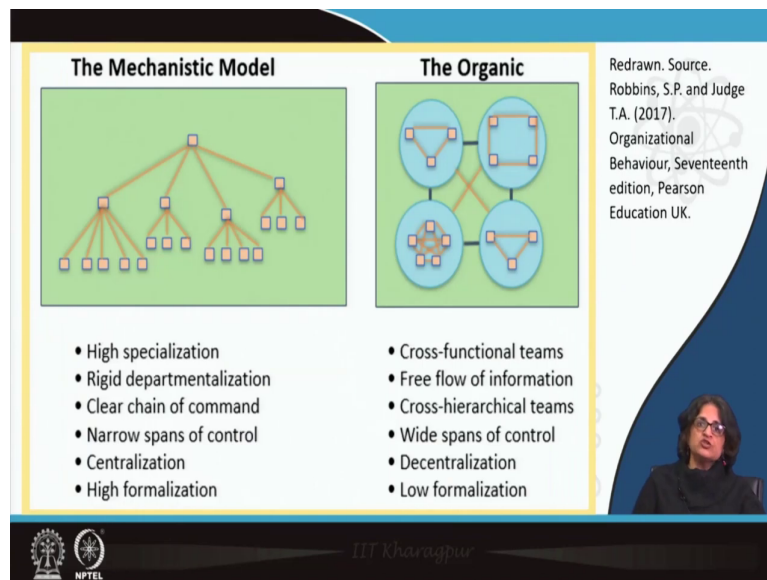 The Mechanistic Model
The Organic
• High specialization
• Rigid departmentalization
• Clear chain of command
• Narrow spans of control
• Centralization
• High formalization
• Cross-functional teams
• Free flow of information
• Cross-hierarchical teams
• Wide spans of control
• Decentralization
• Low formalization
Redrawn. Source.
Robbins, S.P. and Judge
T.A. (2017).
Organizational
Behaviour, Seventeenth
edition, Pearson
Education UK.
NPTEL
IIT Kharagpur